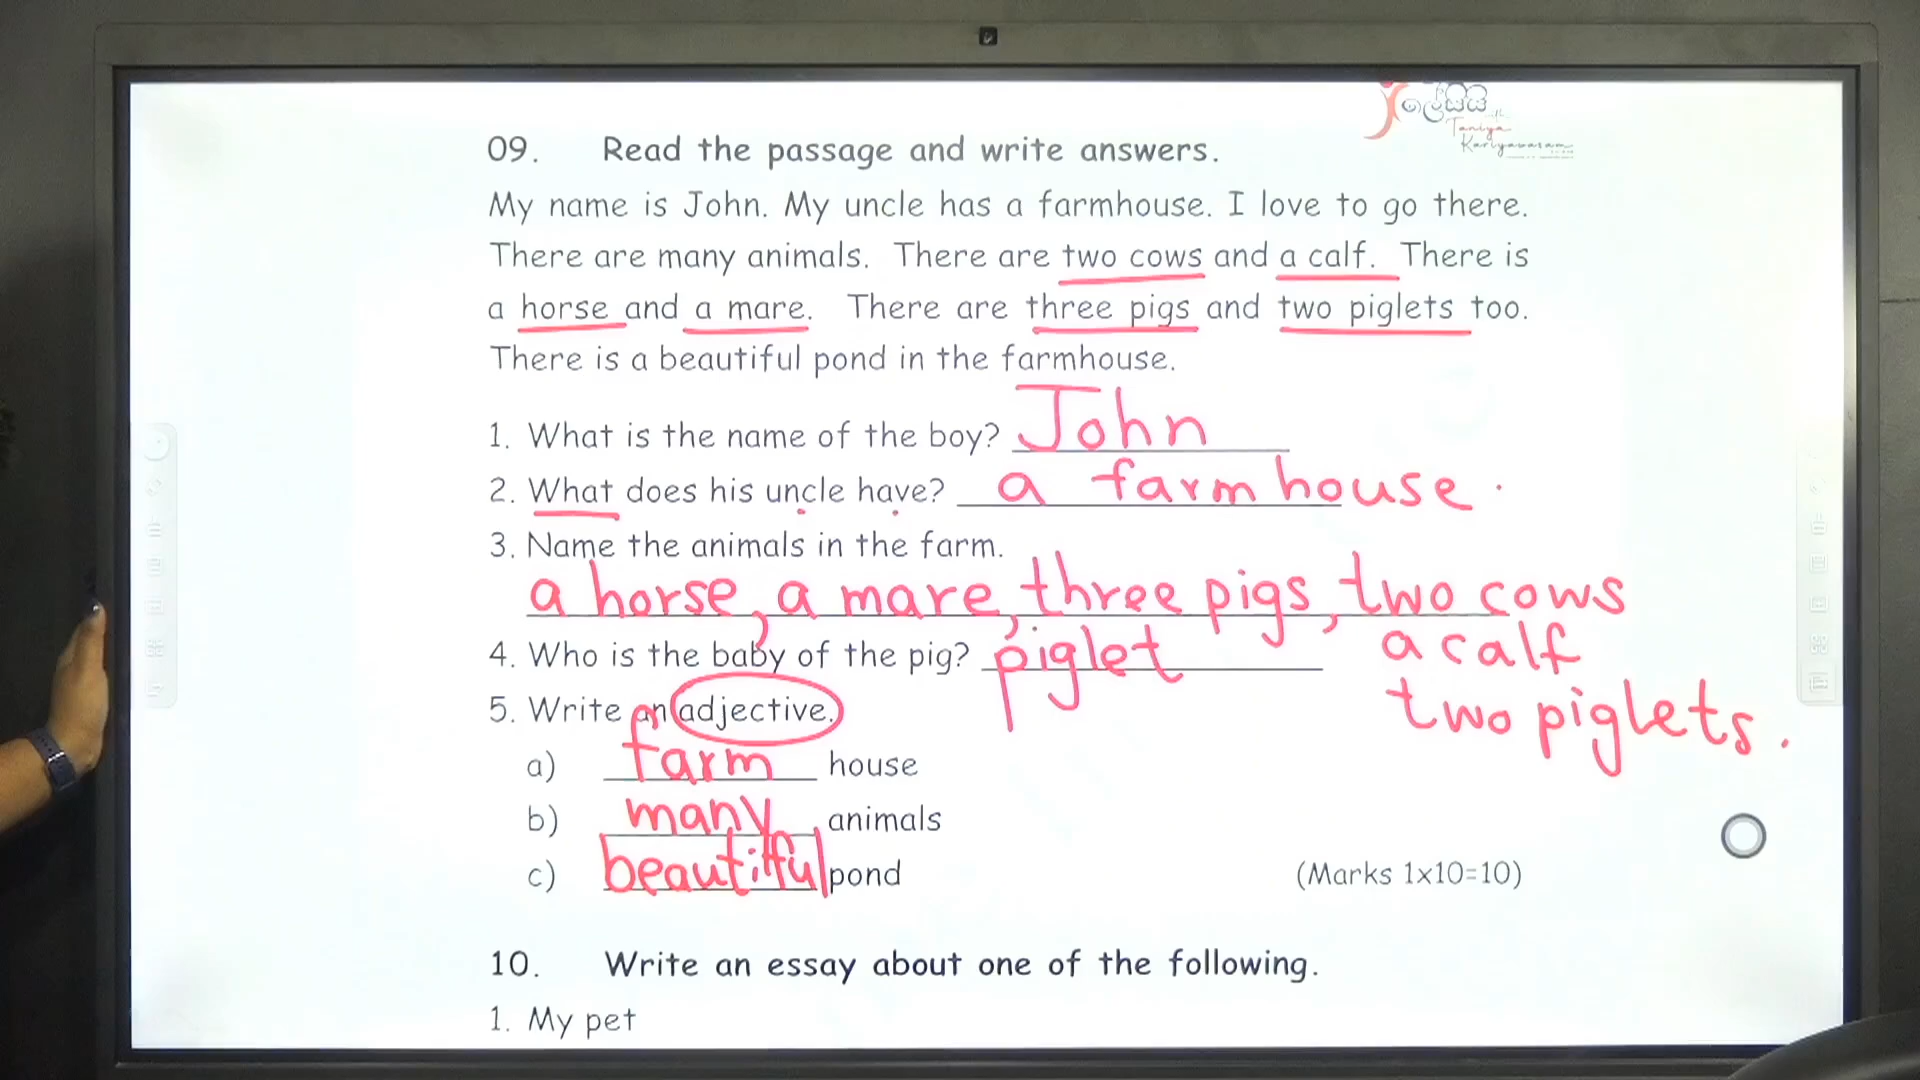 ලේසියි
Taniya
Kariyawasam
09. Read the passage and write answers.
My name is John. My uncle has a farmhouse. I love to go there.
There are many animals. There are two cows and a calf. There is
a horse and a mare. There are three pigs and two piglets too.
There is a beautiful pond in the farmhouse.
1. What is the name of the boy? John
2. What does his uncle have? a farm house.
3. Name the animals in the farm.
a horse, a mare, three pigs, two cows
a calf
two piglets.
4. Who is the baby of the pig? piglet
5. Write an adjective.
a) farm house
b) many animals
c) beautiful pond
(Marks 1x10=10)
10. Write an essay about one of the following.
1. My pet